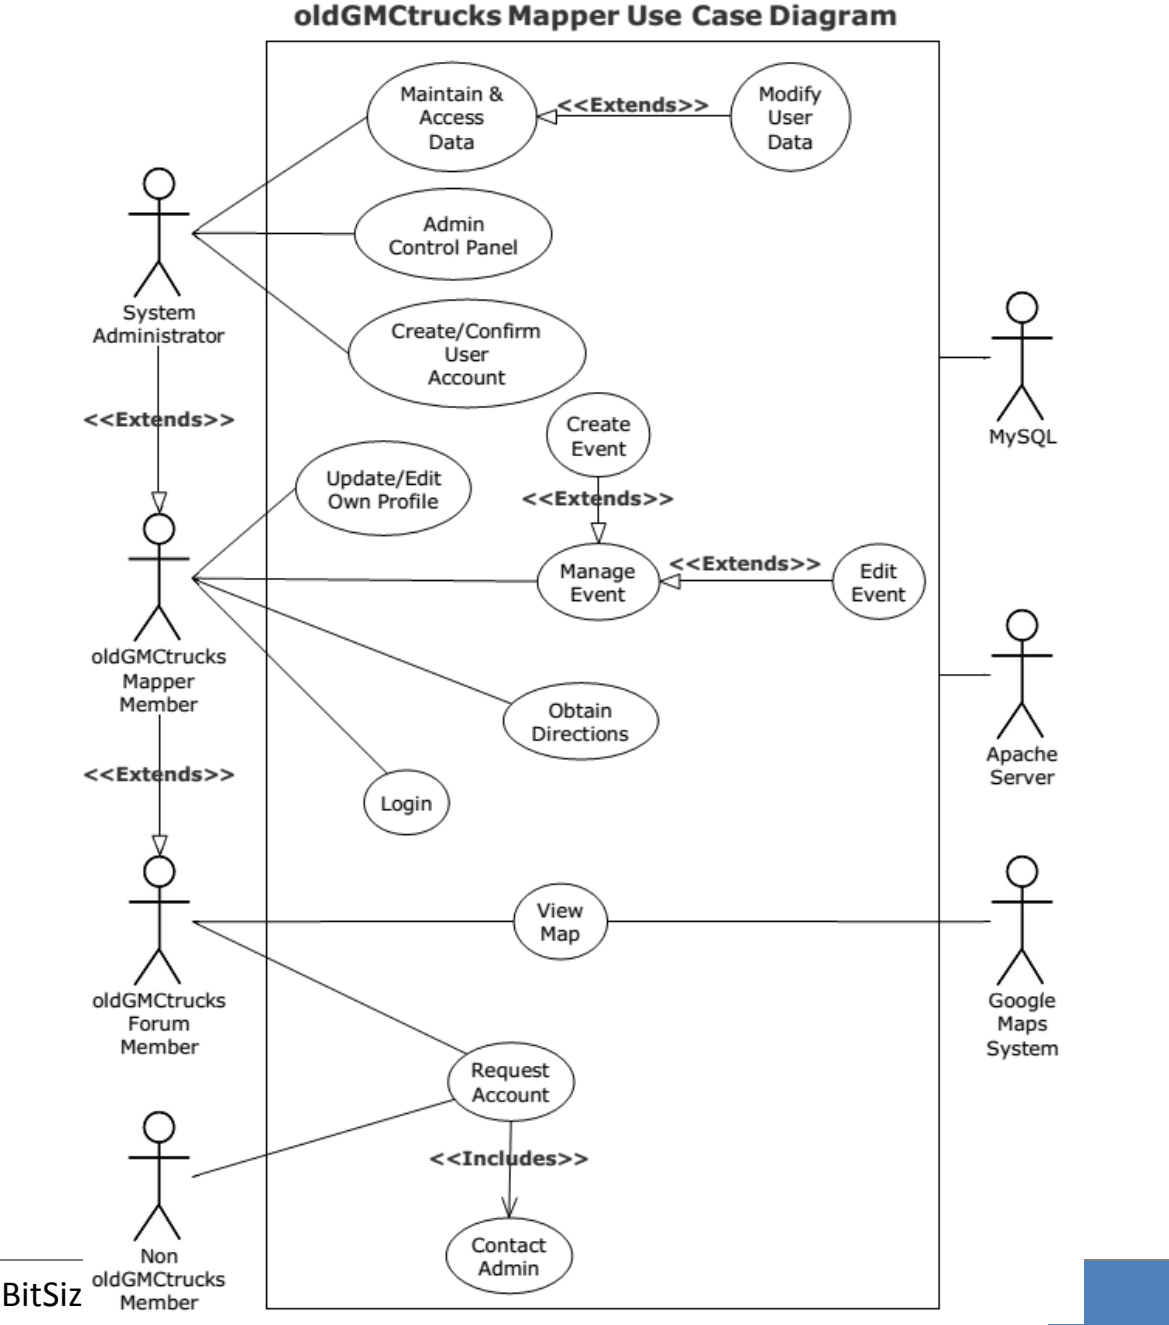 oldGMCtrucks Mapper Use Case Diagram
Maintain &
Access
Data
<<Extends>>
Modify
User
Data
System
Administrator
Admin
Control Panel
Create/Confirm
User
Account
MySQL
<<Extends>>
Create
Event
Update/Edit
Own Profile
<<Extends>>
Manage
Event
<<Extends>>
Edit
Event
oldGMCtrucks
Mapper
Member
Obtain
Directions
Apache
Server
<<Extends>>
Login
View
Map
oldGMCtrucks
Forum
Member
Google
Maps
System
Request
Account
<<Includes>>
Contact
Admin
Non
oldGMCtrucks
Member
BitSiz